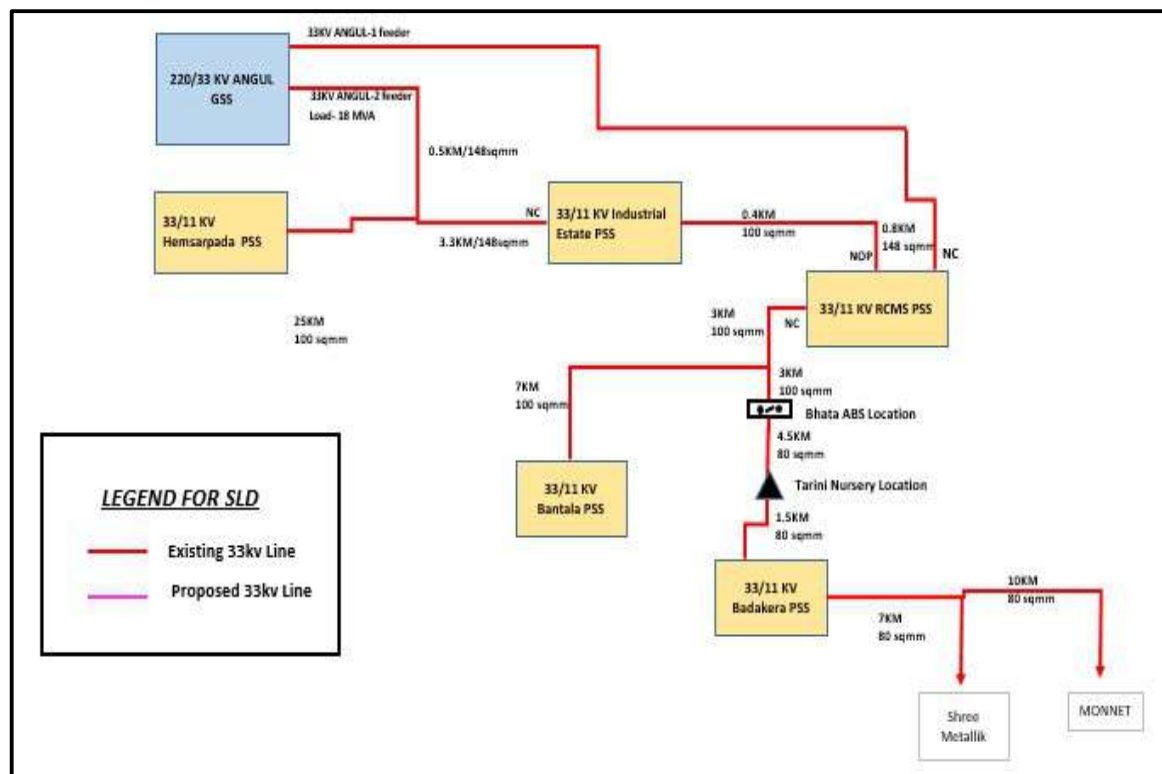 33KV ANGUL-1 feeder
220/33 KV ANGUL
GSS
33KV ANGUL-2 feeder
Load- 18 MVA
0.5KM/148sqmm
33/11 KV
Hemsarpada PSS
NC
33/11 KV Industrial
Estate PSS
3.3KM/148sqmm
0.4KM
100 sqmm
0.8KM
148 sqmm
NOP
NC
33/11 KV RCMS PSS
25KM
100 sqmm
3KM
100 sqmm
NC
7KM
100 sqmm
3KM
100 sqmm
Bhata ABS Location
4.5KM
80 sqmm
33/11 KV
Bantala PSS
Tarini Nursery Location
1.5KM
80 sqmm
LEGEND FOR SLD
Existing 33kv Line
Proposed 33kv Line
33/11 KV
Badakera PSS
10KM
80 sqmm
7KM
80 sqmm
Shree
Metallik
MONNET